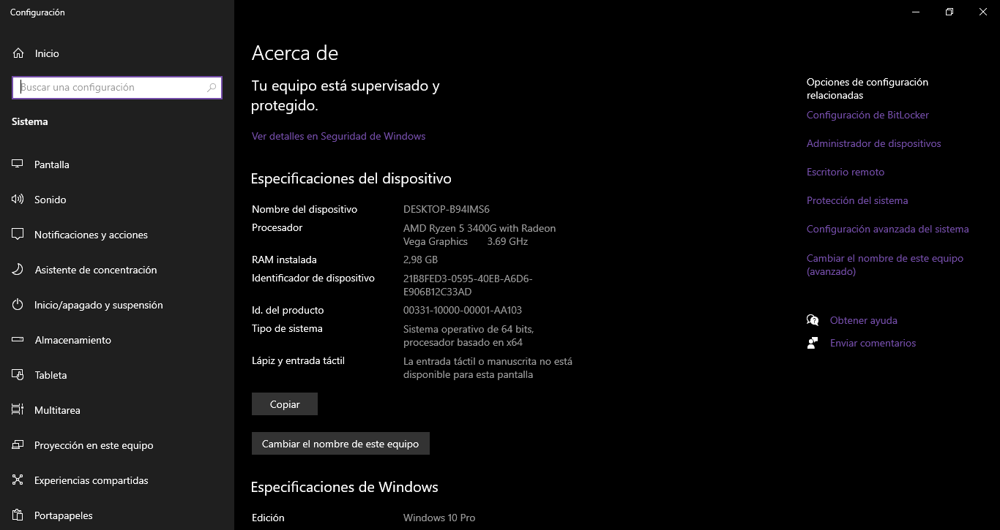 Configuración
Inicio
Buscar una configuración
Sistema
Pantalla
Sonido
Notificaciones y acciones
Asistente de concentración
Inicio/apagado y suspensión
Almacenamiento
Tableta
Multitarea
Proyección en este equipo
Experiencias compartidas
Portapapeles
Acerca de
Tu equipo está supervisado y
protegido.
Ver detalles en Seguridad de Windows
Especificaciones del dispositivo
Nombre del dispositivo DESKTOP-B94IMS6
Procesador AMD Ryzen 5 3400G with Radeon
Vega Graphics 3.69 GHz
RAM instalada 2,98 GB
Identificador de dispositivo 21B8FED3-0595-40EB-A6D6-
E906B12C33AD
Id. del producto 00331-10000-00001-AA103
Tipo de sistema Sistema operativo de 64 bits,
procesador basado en x64
Lápiz y entrada táctil La entrada táctil o manuscrita no está
disponible para esta pantalla
Copiar
Cambiar el nombre de este equipo
Especificaciones de Windows
Edición Windows 10 Pro
Opciones de configuración
relacionadas
Configuración de BitLocker
Administrador de dispositivos
Escritorio remoto
Protección del sistema
Configuración avanzada del sistema
Cambiar el nombre de este equipo
(avanzado)
Obtener ayuda
Enviar comentarios